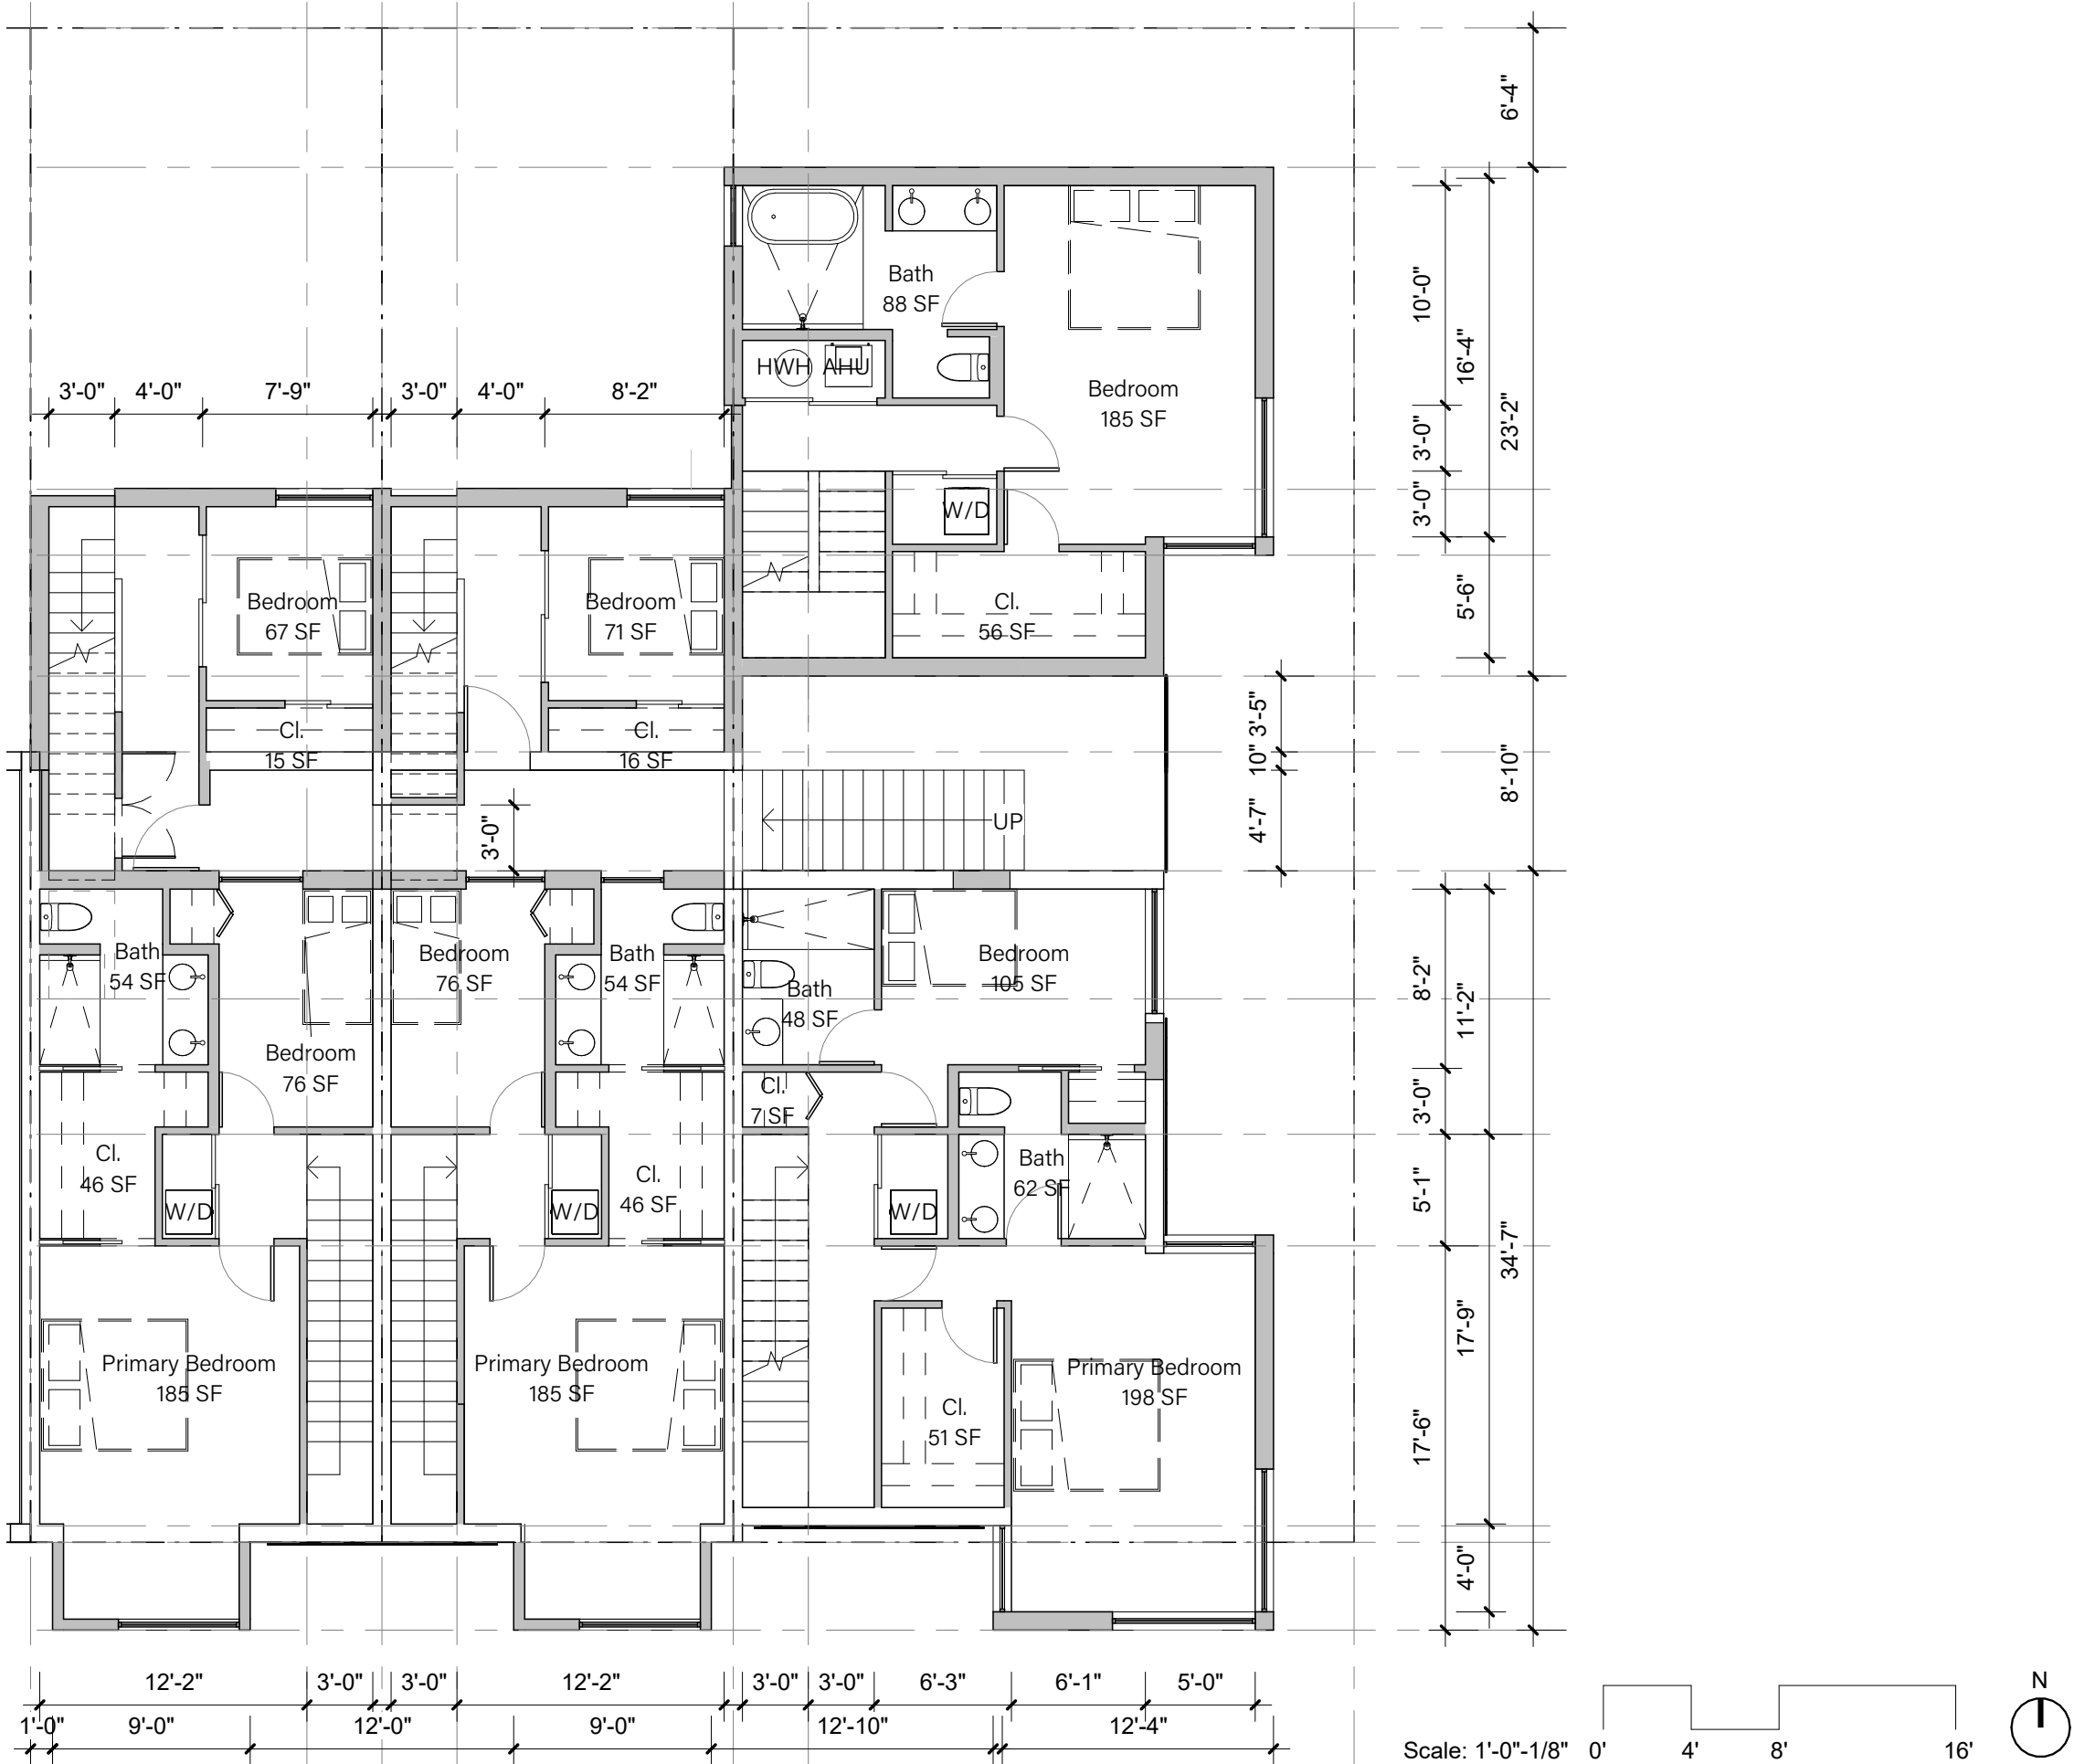 6'-4"
Bath
88 SF
10'-0"
16'-4"
23'-2"
HWH AHU
3'-0"
4'-0"
7'-9"
3'-0"
4'-0"
8'-2"
Bedroom
185 SF
3'-0"
3'-0"
W/D
Bedroom
67 SF
Bedroom
71 SF
Cl.
56 SF
5'-6"
Cl.
15 SF
Cl.
16 SF
3'-5"
10"
4'-7"
8'-10"
3'-0"
UP
Bath
54 SF
Bedroom
76 SF
Bath
54 SF
Bath
48 SF
Bedroom
105 SF
8'-2"
11'-2"
Bedroom
76 SF
Cl.
7 SF
3'-0"
Cl.
46 SF
W/D
W/D
Cl.
46 SF
W/D
Bath
62 SF
5'-1"
34'-7"
Primary Bedroom
185 SF
Primary Bedroom
185 SF
Cl.
51 SF
Primary Bedroom
198 SF
17'-9"
17'-6"
4'-0"
12'-2"
3'-0"
3'-0"
12'-2"
3'-0"
3'-0"
6'-3"
6'-1"
5'-0"
1'-0"
9'-0"
12'-0"
9'-0"
12'-10"
12'-4"
Scale: 1'-0"-1/8"
0'
4'
8'
16'
N